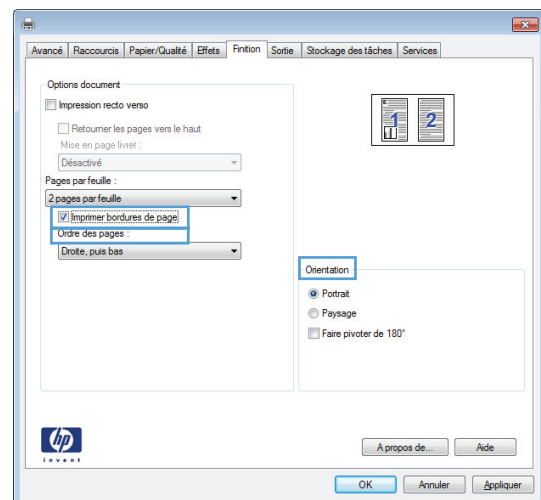 Avancé Raccourcis Papier/Qualité Effets Finition Sortie Stockage des tâches Services
Options document
Impression recto verso
Retourner les pages vers le haut
Mise en page livret :
Désactivé
Pages par feuille :
2 pages par feuille
Imprimer bordures de page
Ordre des pages :
Droite, puis bas
1 2
Orientation
Portrait
Paysage
Faire pivoter de 180°
hp
invent
A propos de... Aide
OK Annuler Appliquer